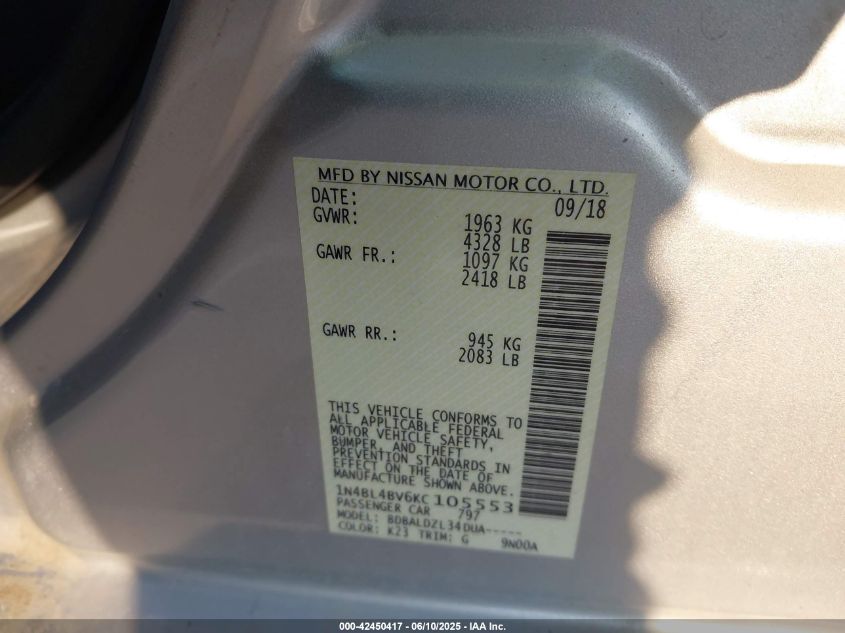 MFD BY NISSAN MOTOR CO., LTD.
DATE: 09/18
GVWR: 1963 KG
4328 LB
GAWR FR.: 1097 KG
2418 LB
GAWR RR.: 945 KG
2083 LB
THIS VEHICLE CONFORMS TO
ALL APPLICABLE FEDERAL
MOTOR VEHICLE SAFETY,
BUMPER, AND THEFT
PREVENTION STANDARDS IN
EFFECT ON THE DATE OF
MANUFACTURE SHOWN ABOVE.
1N4BL4BV6KC105553
PASSENGER CAR 797
MODEL: BDBALDZL34DUA-----
COLOR: K23 TRIM: G 9N00A
000-42450417 - 06/10/2025 - IAA Inc.